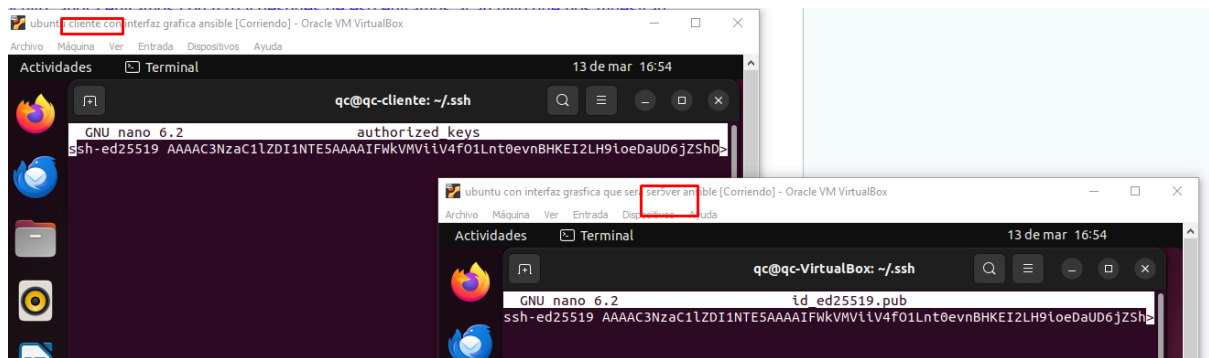 ubuntu cliente con interfaz grafica ansible [Corriendo] - Oracle VM VirtualBox
Archivo Máquina Ver Entrada Dispositivos Ayuda
Actividades Terminal 13 de mar 16:54
qc@qc-cliente: ~/.ssh
GNU nano 6.2 authorized_keys
ssh-ed25519 AAAAC3NzaC1lZDI1NTE5AAAAIFWkVMViiV4fO1Lnt0evnBHKEI2LH9ioeDaUD6jZShD>
ubuntu con interfaz grasfica que sera ser5ver ansible [Corriendo] - Oracle VM VirtualBox
Archivo Máquina Ver Entrada Dispositivos Ayuda
Actividades Terminal 13 de mar 16:54
qc@qc-VirtualBox: ~/.ssh
GNU nano 6.2 id_ed25519.pub
ssh-ed25519 AAAAC3NzaC1lZDI1NTE5AAAAIFWkVMViiV4fO1Lnt0evnBHKEI2LH9ioeDaUD6jZSh>